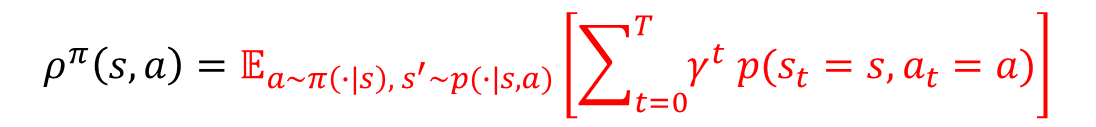 ρ^π(s, a) = 𝔼_{a~π(·|s), s′~p(·|s,a)} [∑_{t=0}^{T} γ^t p(s_t = s, a_t = a)]